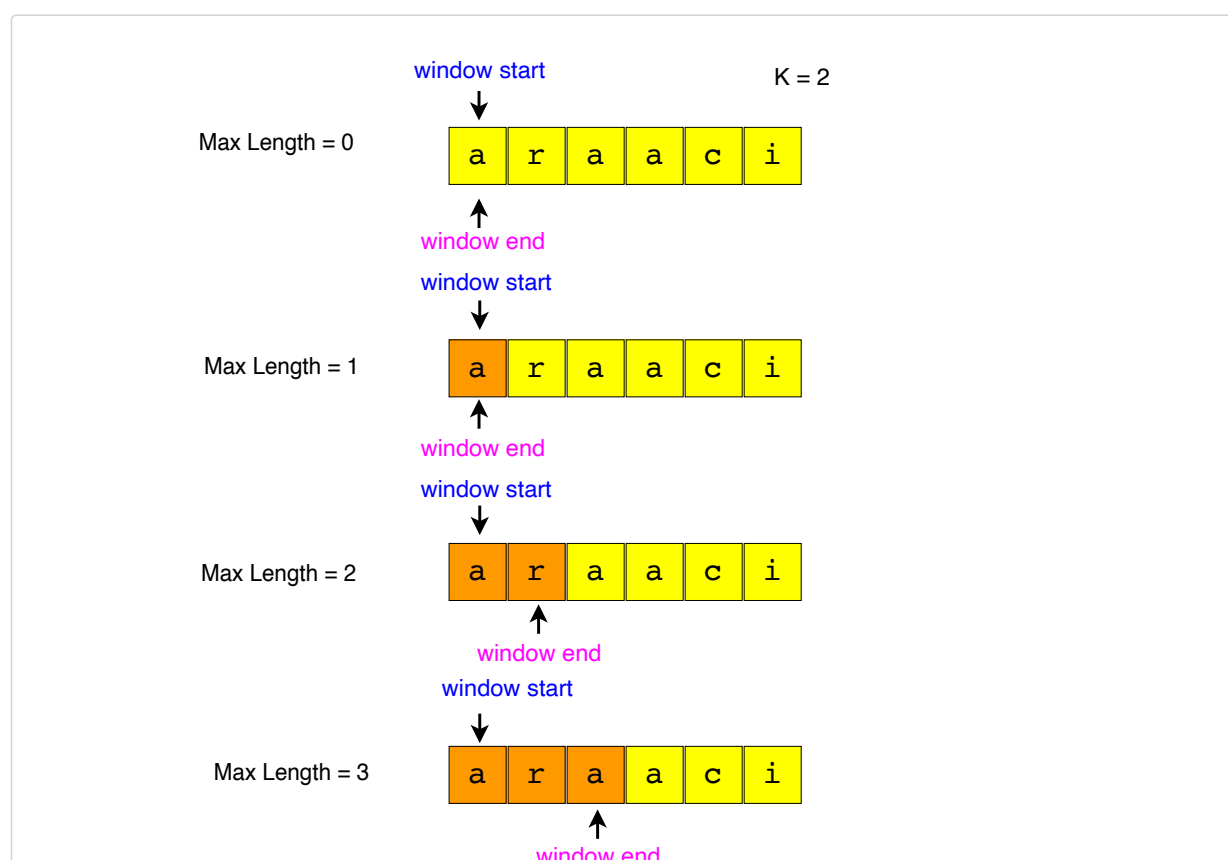 window start
K = 2
Max Length = 0
a r a a c i
window end
window start
Max Length = 1
a r a a c i
window end
window start
Max Length = 2
a r a a c i
window end
window start
Max Length = 3
a r a a c i
window end